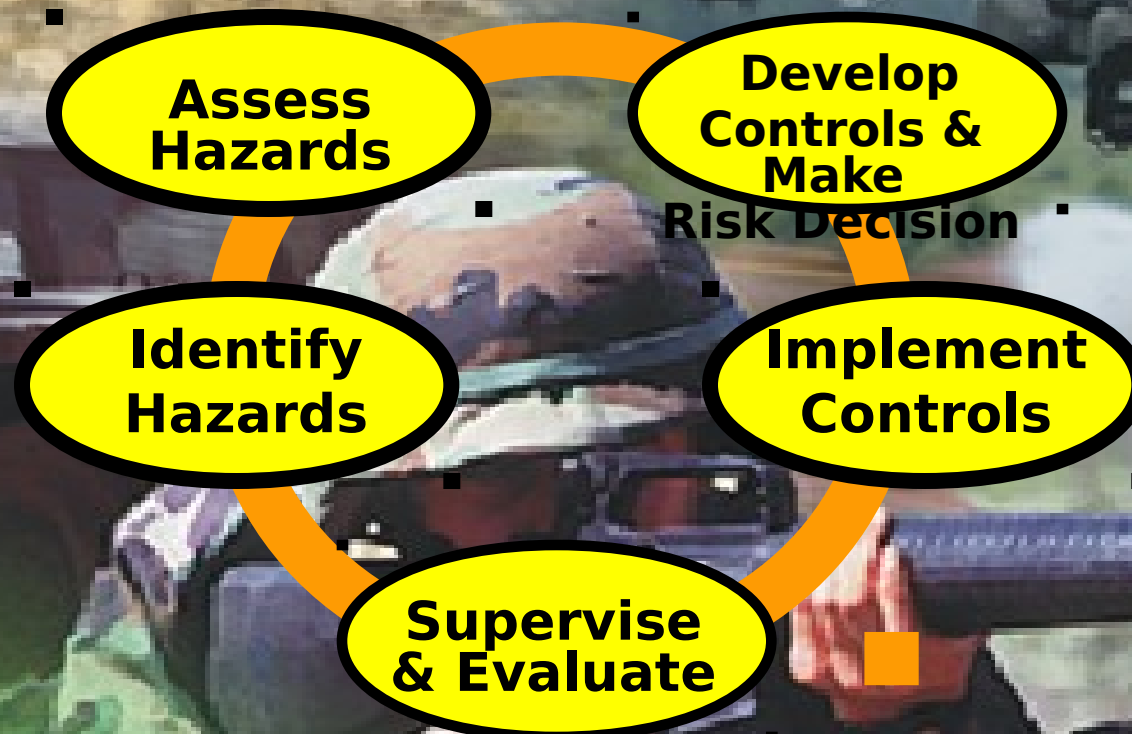 Assess
Hazards
Develop
Controls &
Make
Risk Decision
Identify
Hazards
Implement
Controls
Supervise
& Evaluate